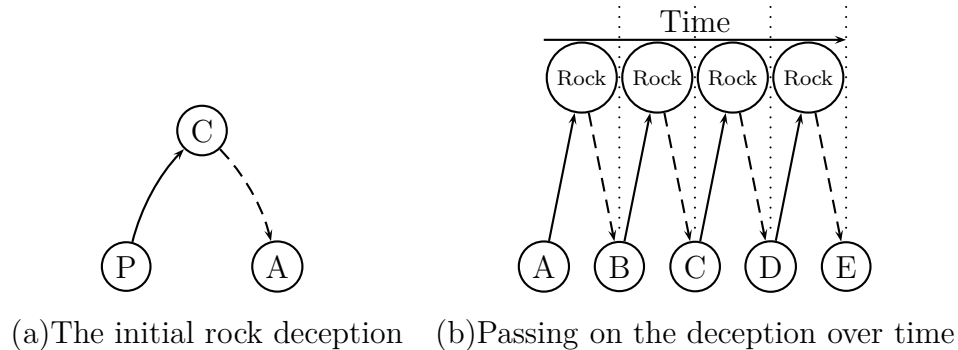 Time
Rock Rock Rock Rock
C
P A
A B C D E
(a)The initial rock deception
(b)Passing on the deception over time